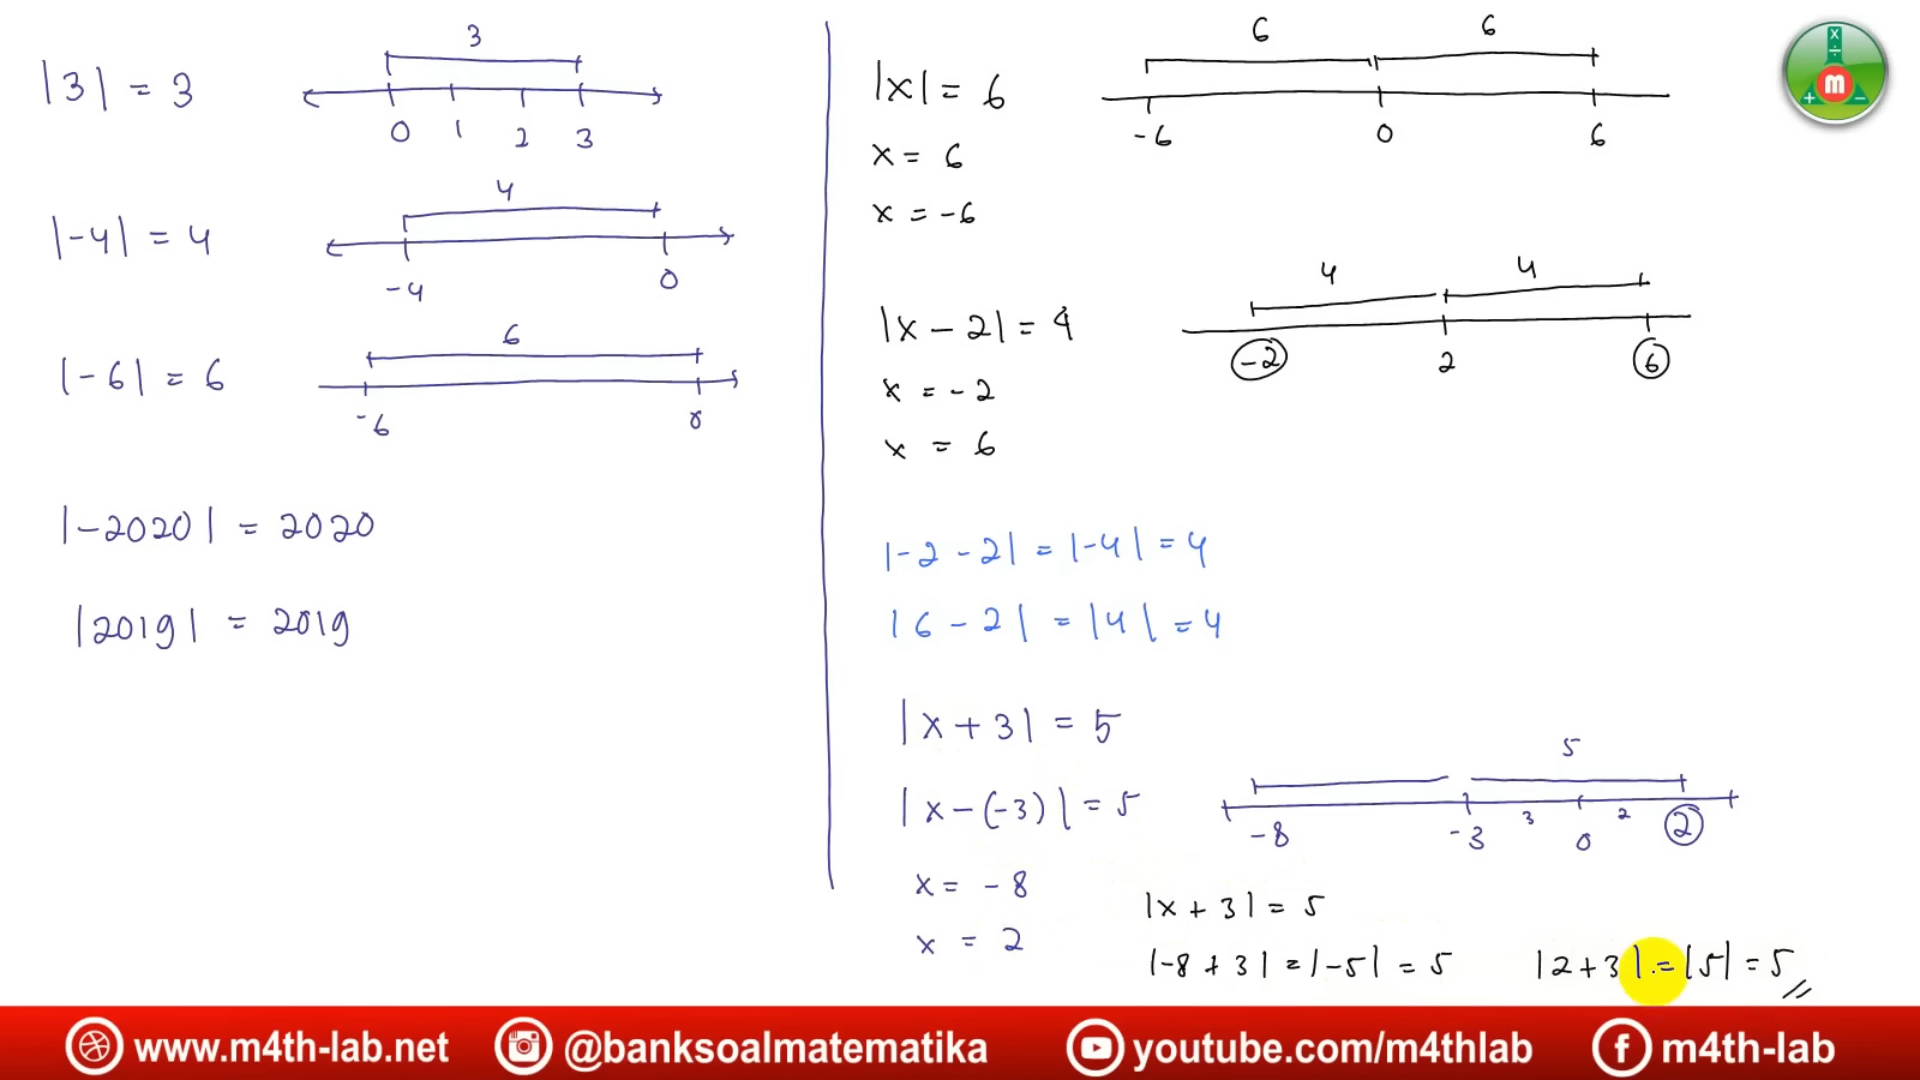 |3| = 3
3
0 1 2 3
|-4| = 4
4
-4 0
|-6| = 6
6
-6 0
|-2020| = 2020
|2019| = 2019
|x| = 6
6 6
-6 0 6
x = 6
x = -6
|x - 2| = 4
4 4
-2 2 6
x = -2
x = 6
|-2 - 2| = |-4| = 4
|6 - 2| = |4| = 4
|x + 3| = 5
|x - (-3)| = 5
5
3 2
-8 -3 0 2
x = -8
x = 2
|x + 3| = 5
|-8 + 3| = |-5| = 5
|2 + 3| = |5| = 5
x ÷ m + -
www.m4th-lab.net
@banksoalmatematika
youtube.com/m4thlab
f m4th-lab